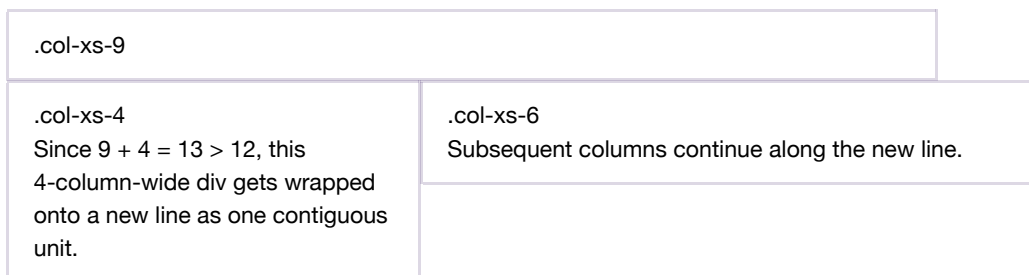 .col-xs-9
.col-xs-4
Since 9 + 4 = 13 > 12, this
4-column-wide div gets wrapped
onto a new line as one contiguous
unit.
.col-xs-6
Subsequent columns continue along the new line.